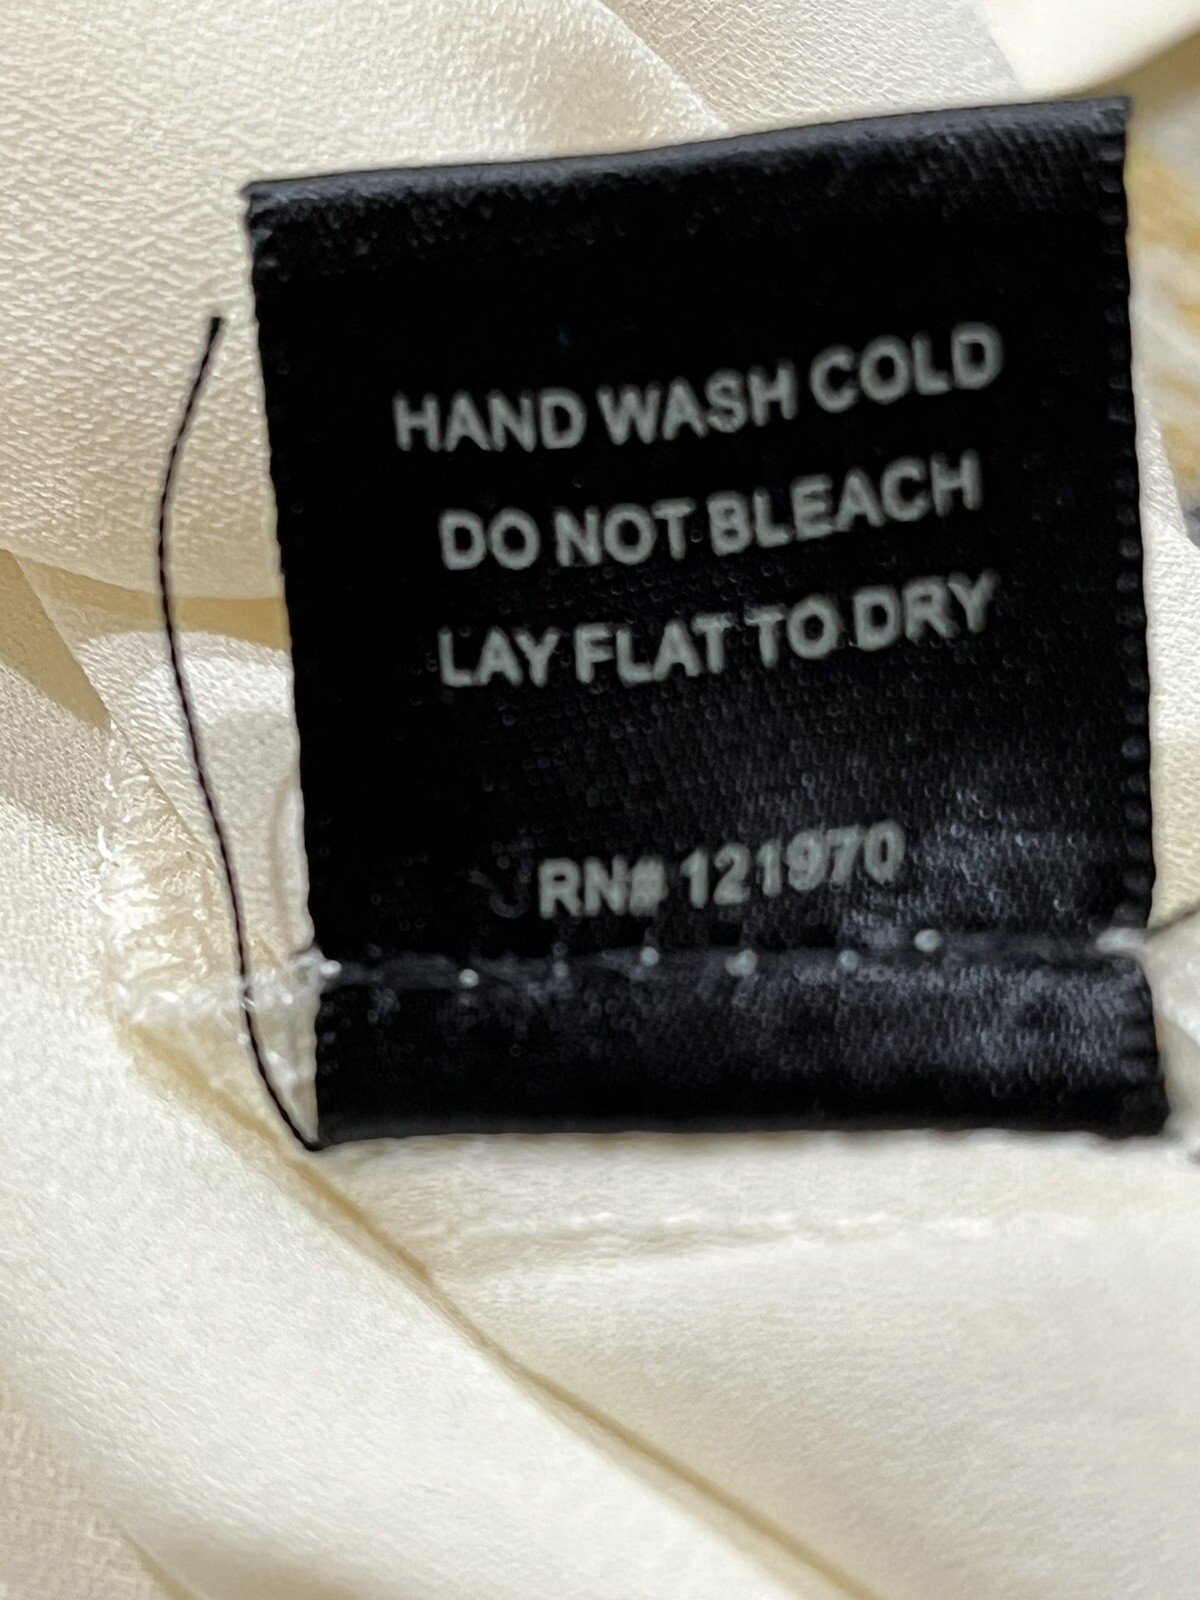 HAND WASH COLD
DO NOT BLEACH
LAY FLAT TO DRY
RN# 121970